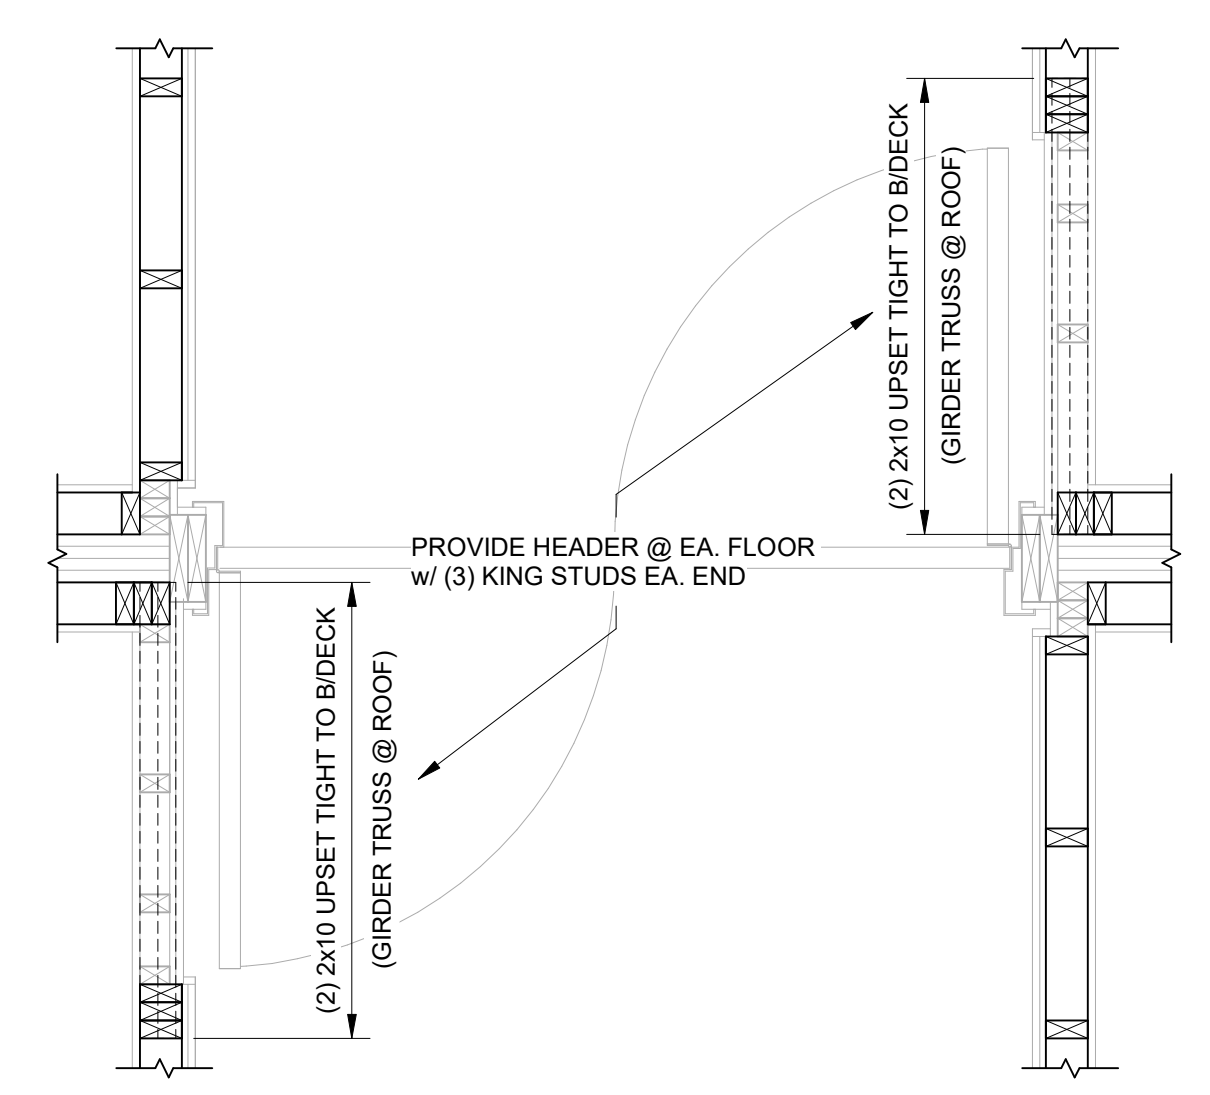 (2) 2x10 UPSET TIGHT TO B/DECK
(GIRDER TRUSS @ ROOF)
PROVIDE HEADER @ EA. FLOOR
w/ (3) KING STUDS EA. END
(2) 2x10 UPSET TIGHT TO B/DECK
(GIRDER TRUSS @ ROOF)